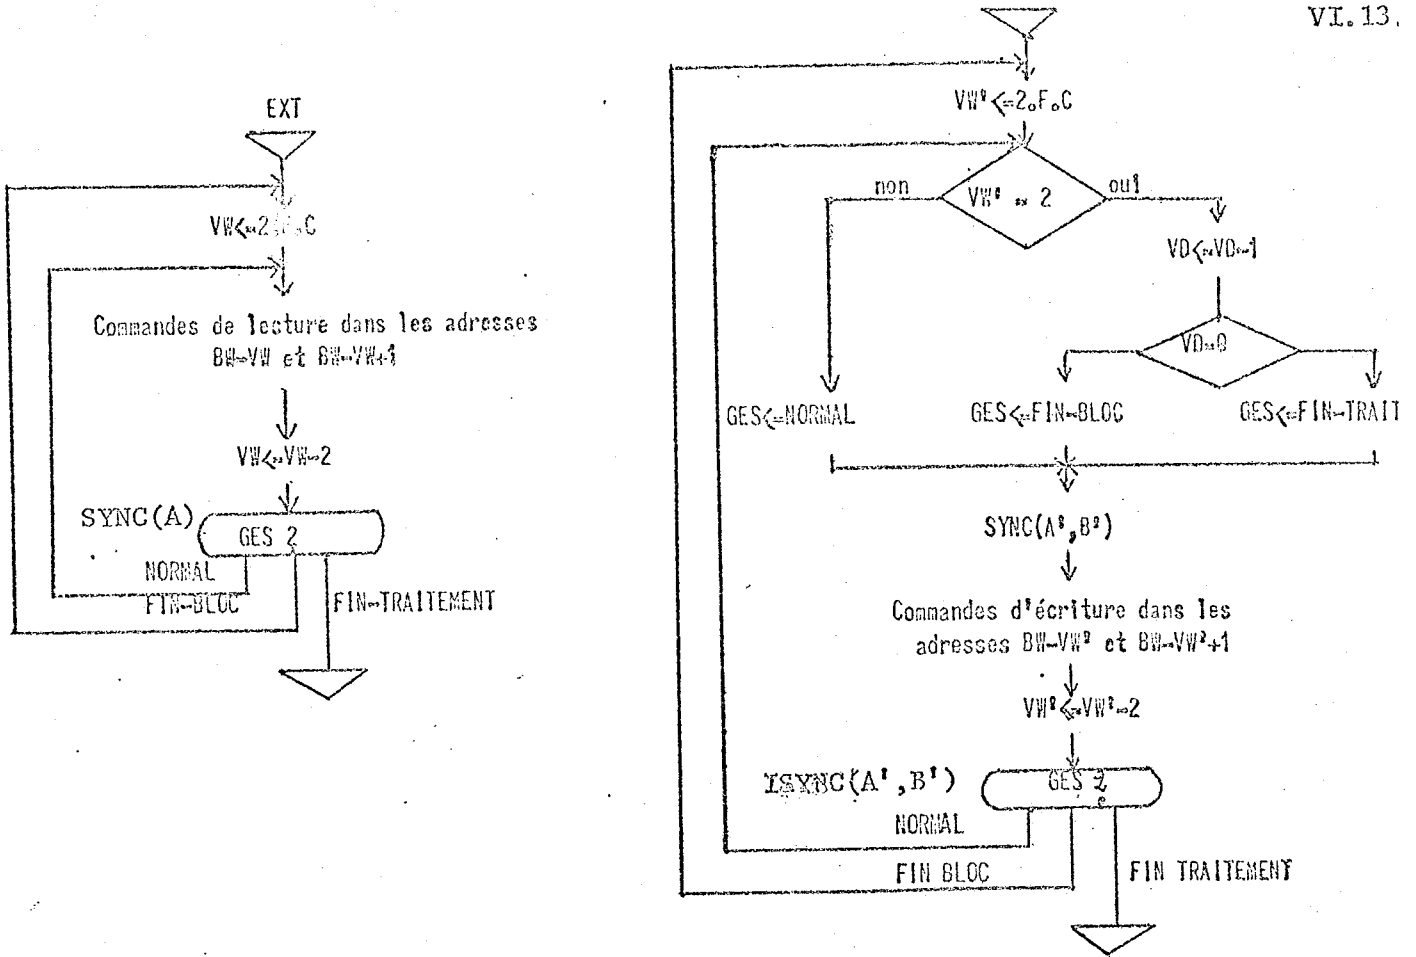 VI.13.
EXT
VW<=2.F.C
Commandes de lecture dans les adresses
BW-VW et BW-VW+1
VW<=VW-2
SYNC(A)
GES 2
NORMAL
FIN-BLOC
FIN-TRAITEMENT
VW'<=2.F.C
non
VW' = 2
oui
VD<=VD-1
VD=0
GES<=NORMAL
GES<=FIN-BLOC
GES<=FIN-TRAIT
SYNC(A',B')
Commandes d'écriture dans les
adresses BW-VW' et BW-VW'+1
VW'<=VW'-2
ISYNC(A',B')
GES
NORMAL
FIN BLOC
FIN TRAITEMENT